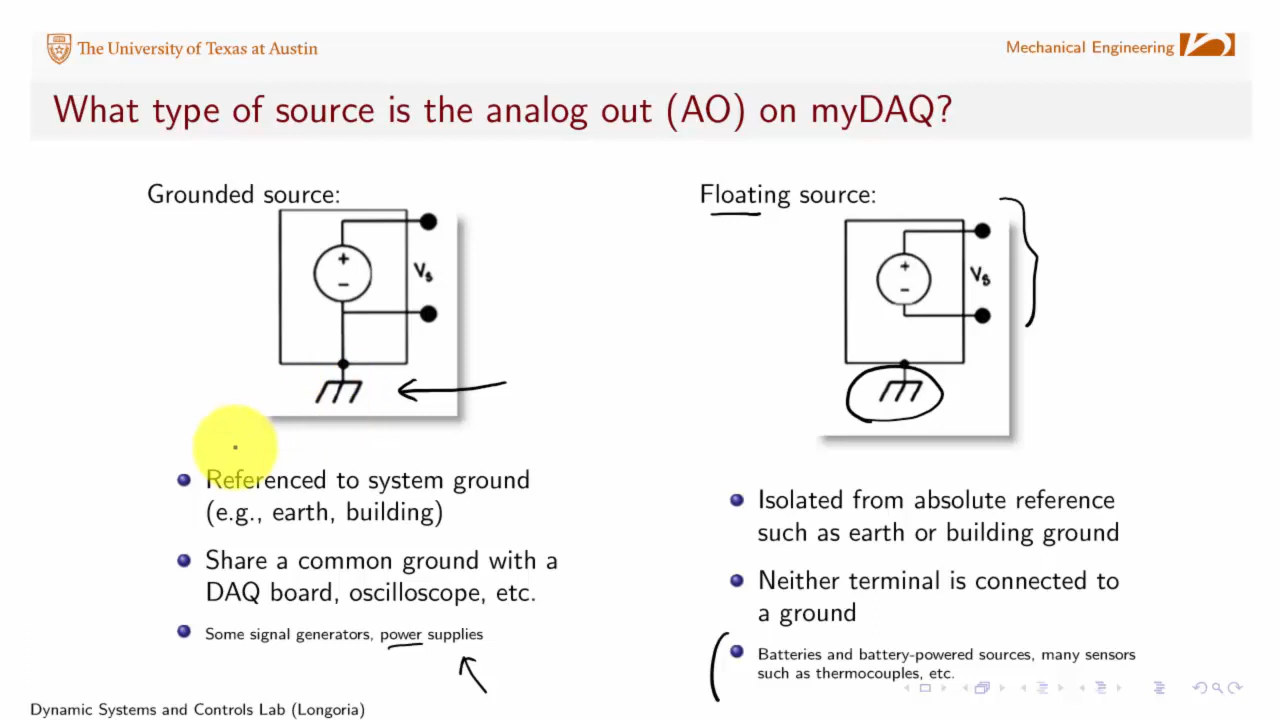 The University of Texas at Austin
Mechanical Engineering
What type of source is the analog out (AO) on myDAQ?
Grounded source:
+
Vs
−
Referenced to system ground
(e.g., earth, building)
Share a common ground with a
DAQ board, oscilloscope, etc.
Some signal generators, power supplies
Floating source:
+
Vs
−
Isolated from absolute reference
such as earth or building ground
Neither terminal is connected to
a ground
Batteries and battery-powered sources, many sensors
such as thermocouples, etc.
Dynamic Systems and Controls Lab (Longoria)